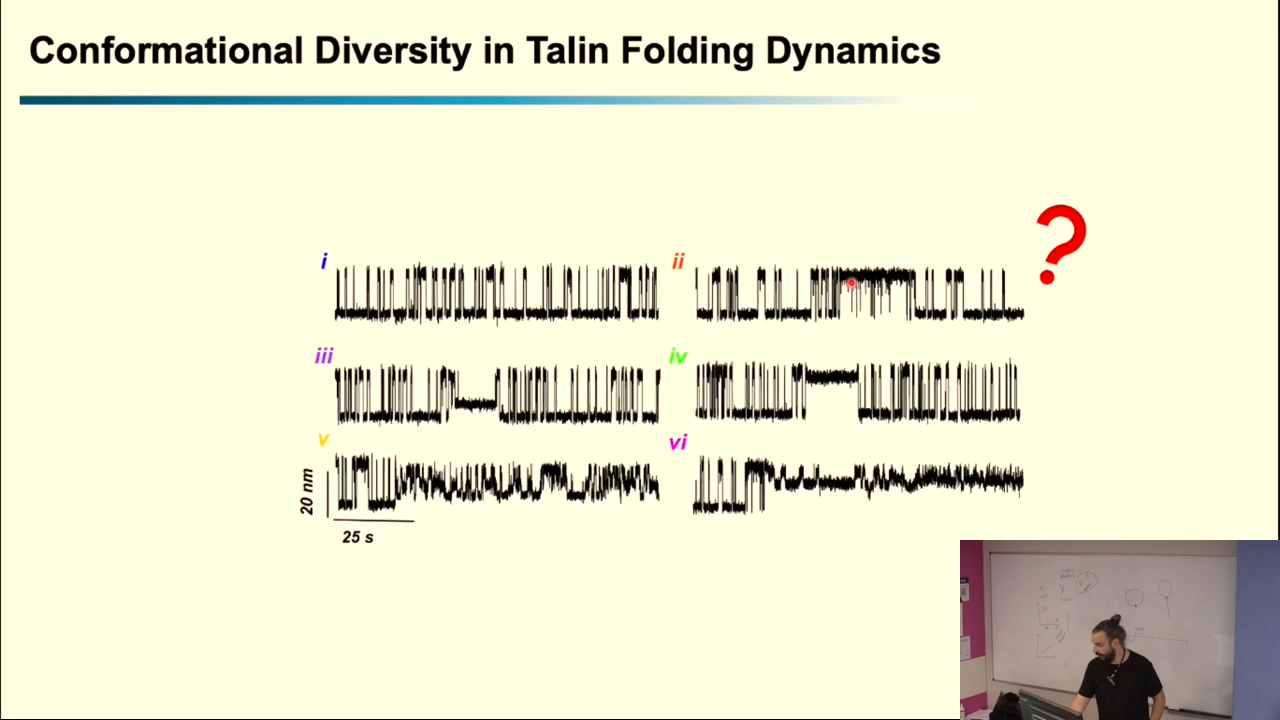 Conformational Diversity in Talin Folding Dynamics
?
i
ii
iii
iv
v
vi
20 nm
25 s